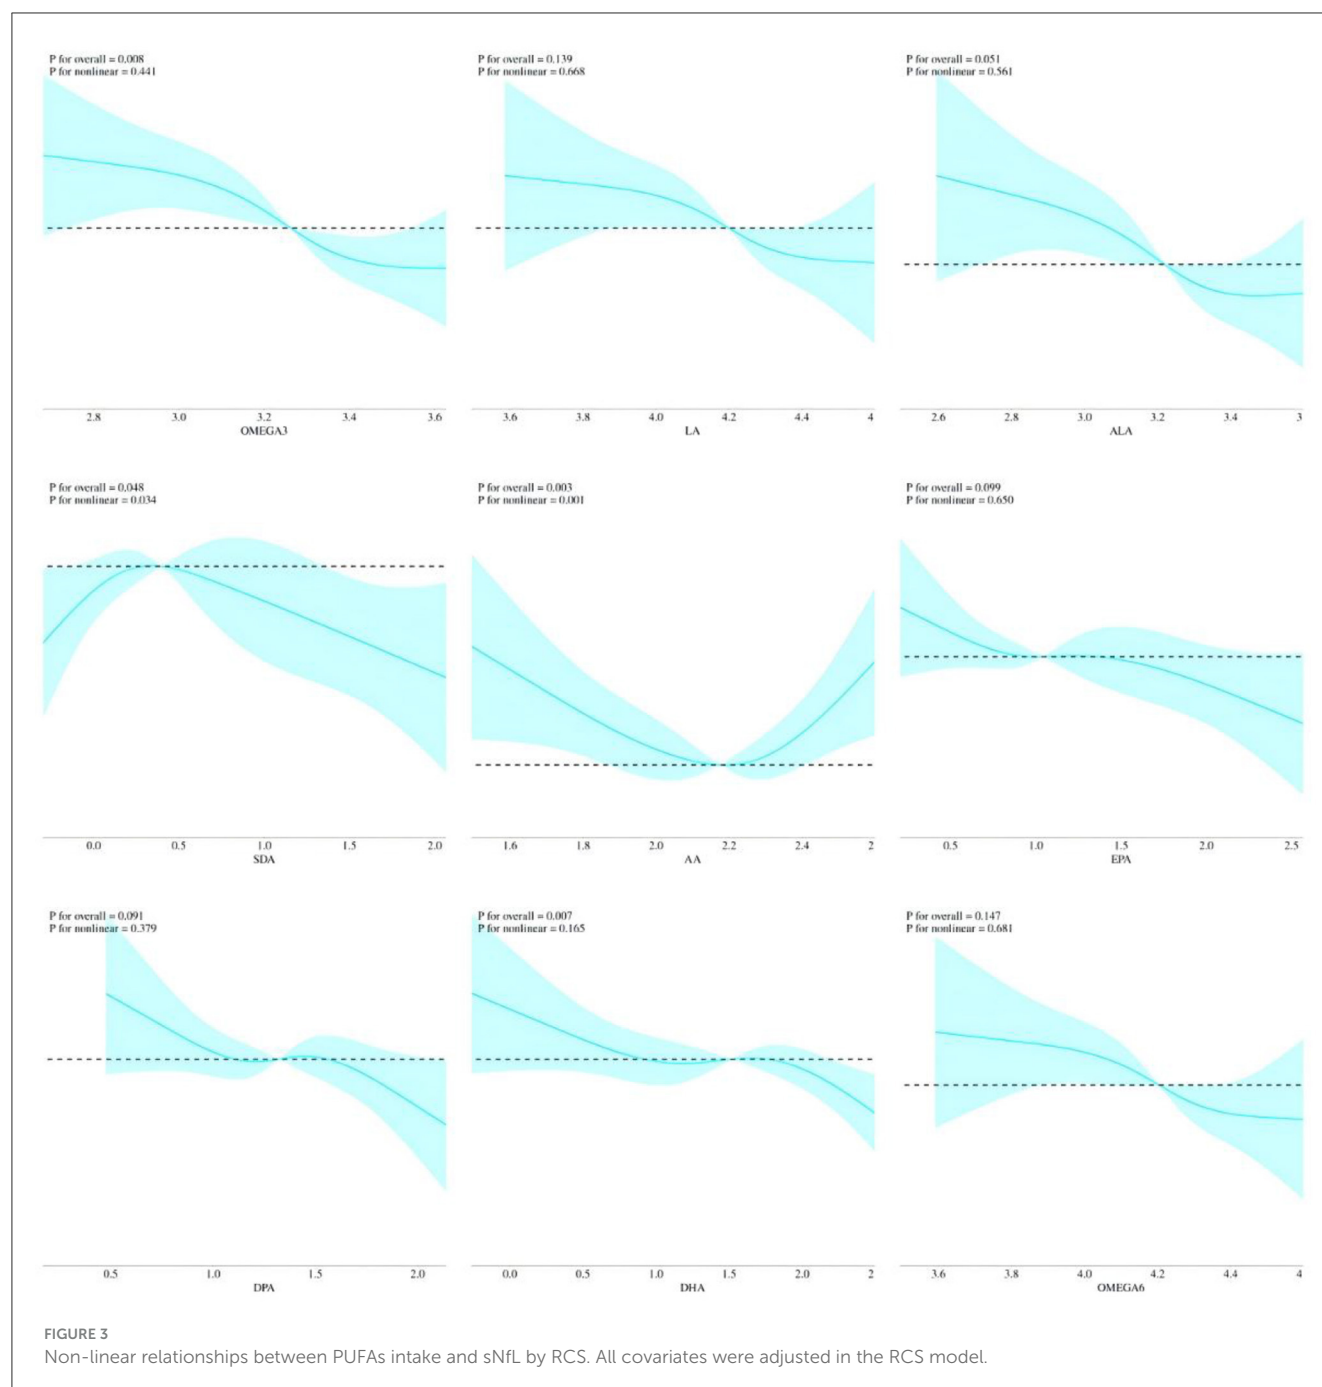 P for overall = 0.008
P for nonlinear = 0.441
2.8 3.0 3.2 3.4 3.6
OMEGA3
P for overall = 0.139
P for nonlinear = 0.668
3.6 3.8 4.0 4.2 4.4 4
LA
P for overall = 0.051
P for nonlinear = 0.561
2.6 2.8 3.0 3.2 3.4 3
ALA
P for overall = 0.048
P for nonlinear = 0.034
0.0 0.5 1.0 1.5 2.0
SDA
P for overall = 0.003
P for nonlinear = 0.001
1.6 1.8 2.0 2.2 2.4 2
AA
P for overall = 0.099
P for nonlinear = 0.650
0.5 1.0 1.5 2.0 2.5
EPA
P for overall = 0.091
P for nonlinear = 0.379
0.5 1.0 1.5 2.0
DPA
P for overall = 0.007
P for nonlinear = 0.165
0.0 0.5 1.0 1.5 2.0 2
DHA
P for overall = 0.147
P for nonlinear = 0.681
3.6 3.8 4.0 4.2 4.4 4
OMEGA6
FIGURE 3
Non-linear relationships between PUFAs intake and sNfL by RCS. All covariates were adjusted in the RCS model.